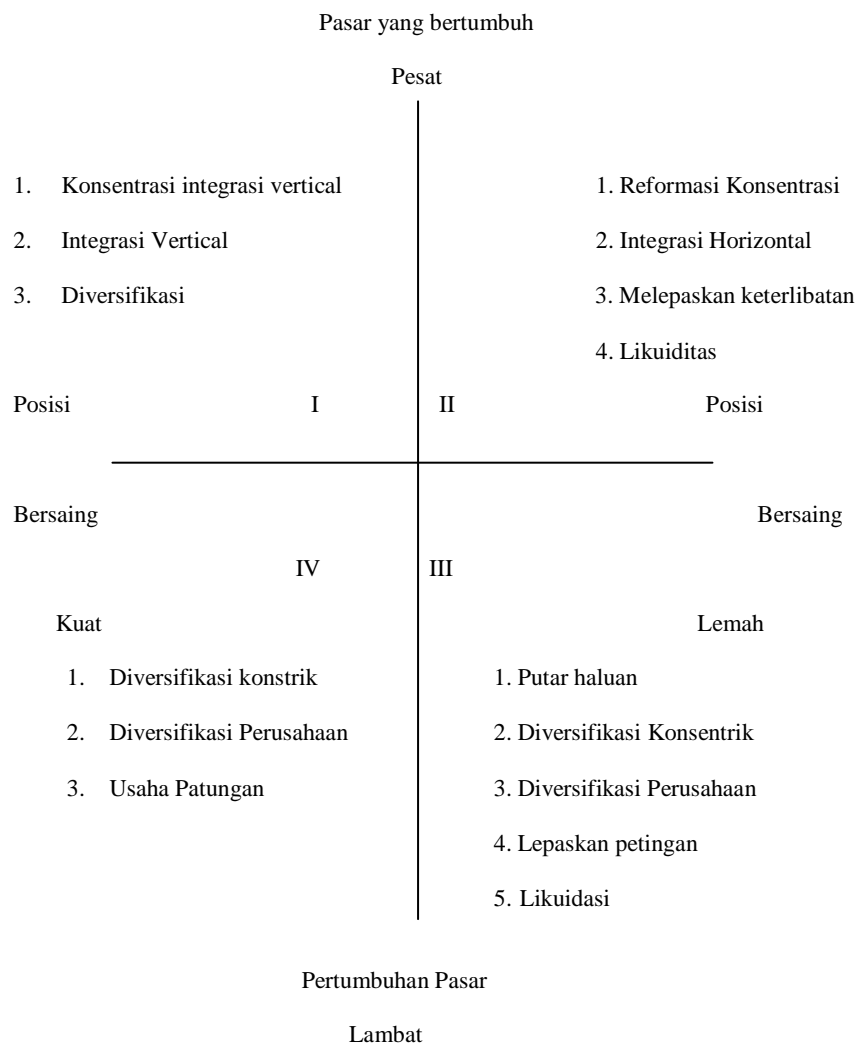 Pasar yang bertumbuh
Pesat
1. Konsentrasi integrasi vertical
1. Reformasi Konsentrasi
2. Integrasi Vertical
2. Integrasi Horizontal
3. Diversifikasi
3. Melepaskan keterlibatan
4. Likuiditas
Posisi I II Posisi
Bersaing Bersaing
IV III
Kuat Lemah
1. Diversifikasi konstrik
1. Putar haluan
2. Diversifikasi Perusahaan
2. Diversifikasi Konsentrik
3. Usaha Patungan
3. Diversifikasi Perusahaan
4. Lepaskan petingan
5. Likuidasi
Pertumbuhan Pasar
Lambat